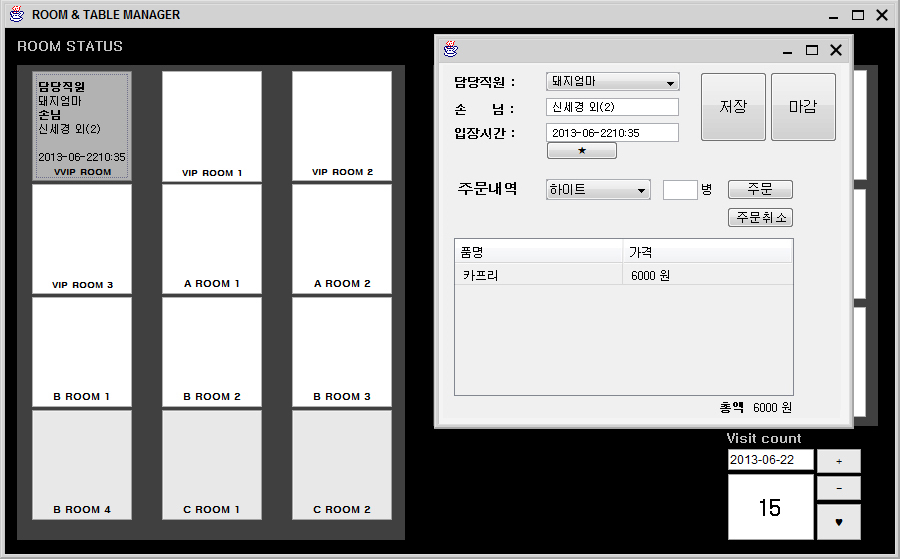 ROOM & TABLE MANAGER
ROOM STATUS
담당직원
돼지엄마
손님
신세경 외(2)
2013-06-2210:35
VVIP ROOM
VIP ROOM 1
VIP ROOM 2
VIP ROOM 3
A ROOM 1
A ROOM 2
B ROOM 1
B ROOM 2
B ROOM 3
B ROOM 4
C ROOM 1
C ROOM 2
담당직원 : 돼지엄마
손 님 : 신세경 외(2)
입장시간 : 2013-06-2210:35
★
저장
마감
주문내역 하이트 병 주문
주문취소
품명 가격
카프리 6000 원
총액 6000 원
Visit count
2013-06-22 +
-
15 ♥